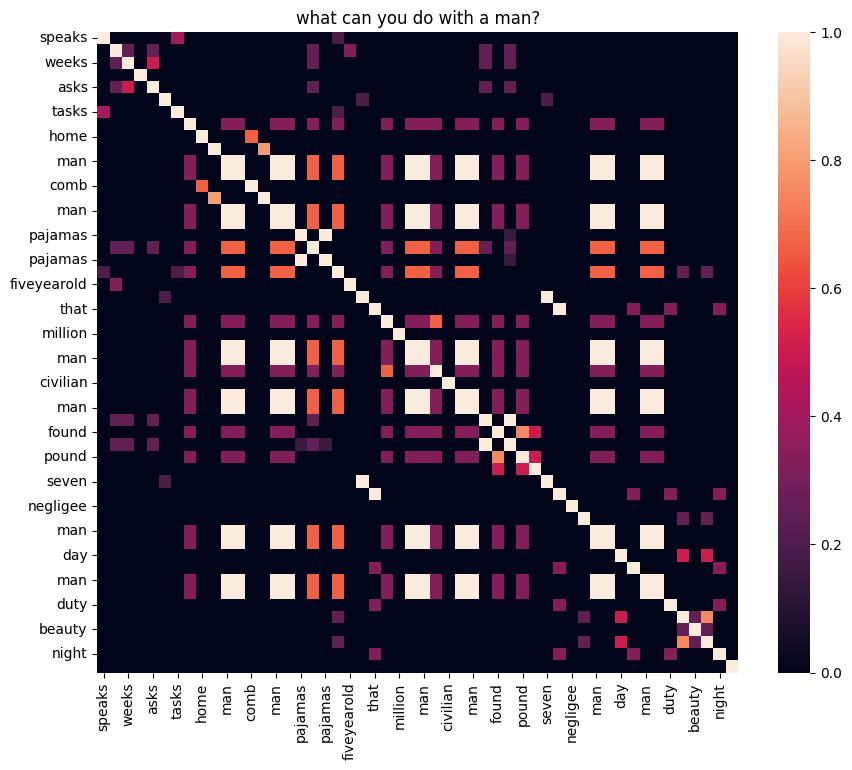 what can you do with a man?
speaks
weeks
asks
tasks
home
man
comb
man
pajamas
pajamas
fiveyearold
that
million
man
civilian
man
found
pound
seven
negligee
man
day
man
duty
beauty
night
1.0
0.8
0.6
0.4
0.2
0.0
speaks
weeks
asks
tasks
home
man
comb
man
pajamas
pajamas
fiveyearold
that
million
man
civilian
man
found
pound
seven
negligee
man
day
man
duty
beauty
night